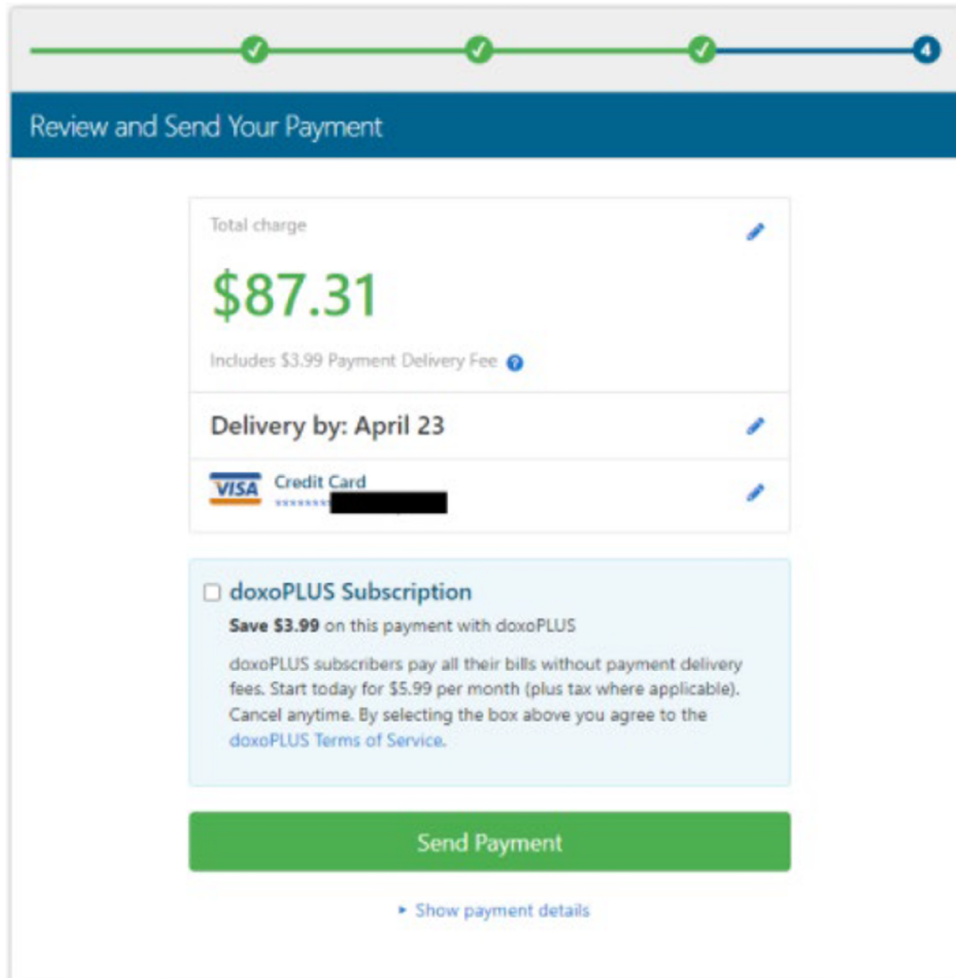 4
Review and Send Your Payment
Total charge
$87.31
Includes $3.99 Payment Delivery Fee ?
Delivery by: April 23
VISA Credit Card
********
doxoPLUS Subscription
Save $3.99 on this payment with doxoPLUS
doxoPLUS subscribers pay all their bills without payment delivery
fees. Start today for $5.99 per month (plus tax where applicable).
Cancel anytime. By selecting the box above you agree to the
doxoPLUS Terms of Service.
Send Payment
Show payment details